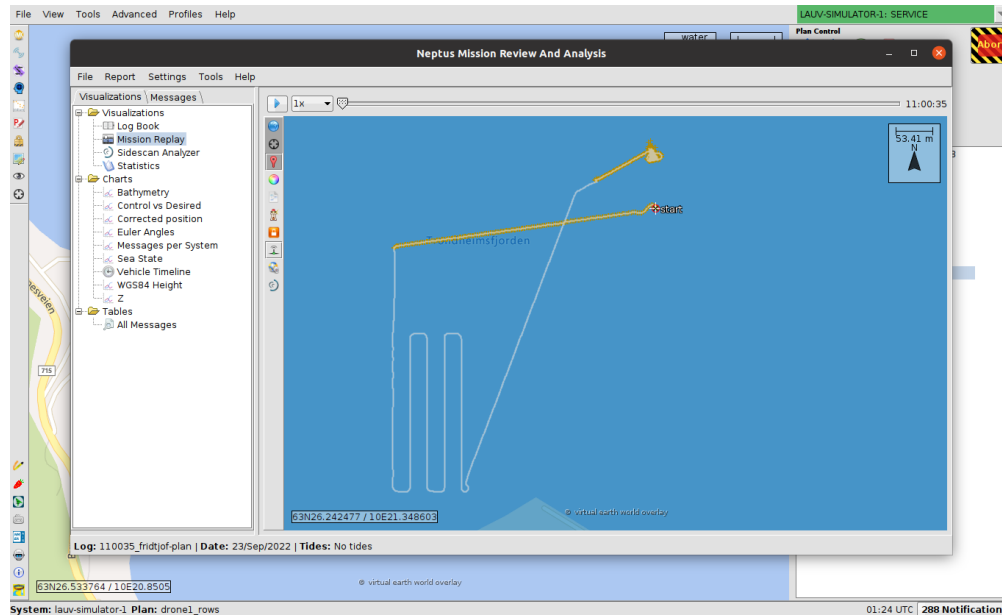 File View Tools Advanced Profiles Help
LAUV-SIMULATOR-1: SERVICE
Plan Control
Abor
water
Neptus Mission Review And Analysis
File Report Settings Tools Help
Visualizations Messages
1x
11:00:35
Visualizations
Log Book
Mission Replay
Sidescan Analyzer
Statistics
Charts
Bathymetry
Control vs Desired
Corrected position
Euler Angles
Messages per System
Sea State
Vehicle Timeline
WGS84 Height
Z
Tables
All Messages
53.41 m
N
start
Trondheimsfjorden
715
63N26.242477 / 10E21.348603
© virtual earth world overlay
Log: 110035_fridtjof-plan | Date: 23/Sep/2022 | Tides: No tides
63N26.533764 / 10E20.8505
© virtual earth world overlay
System: lauv-simulator-1 Plan: drone1_rows
01:24 UTC 288 Notification